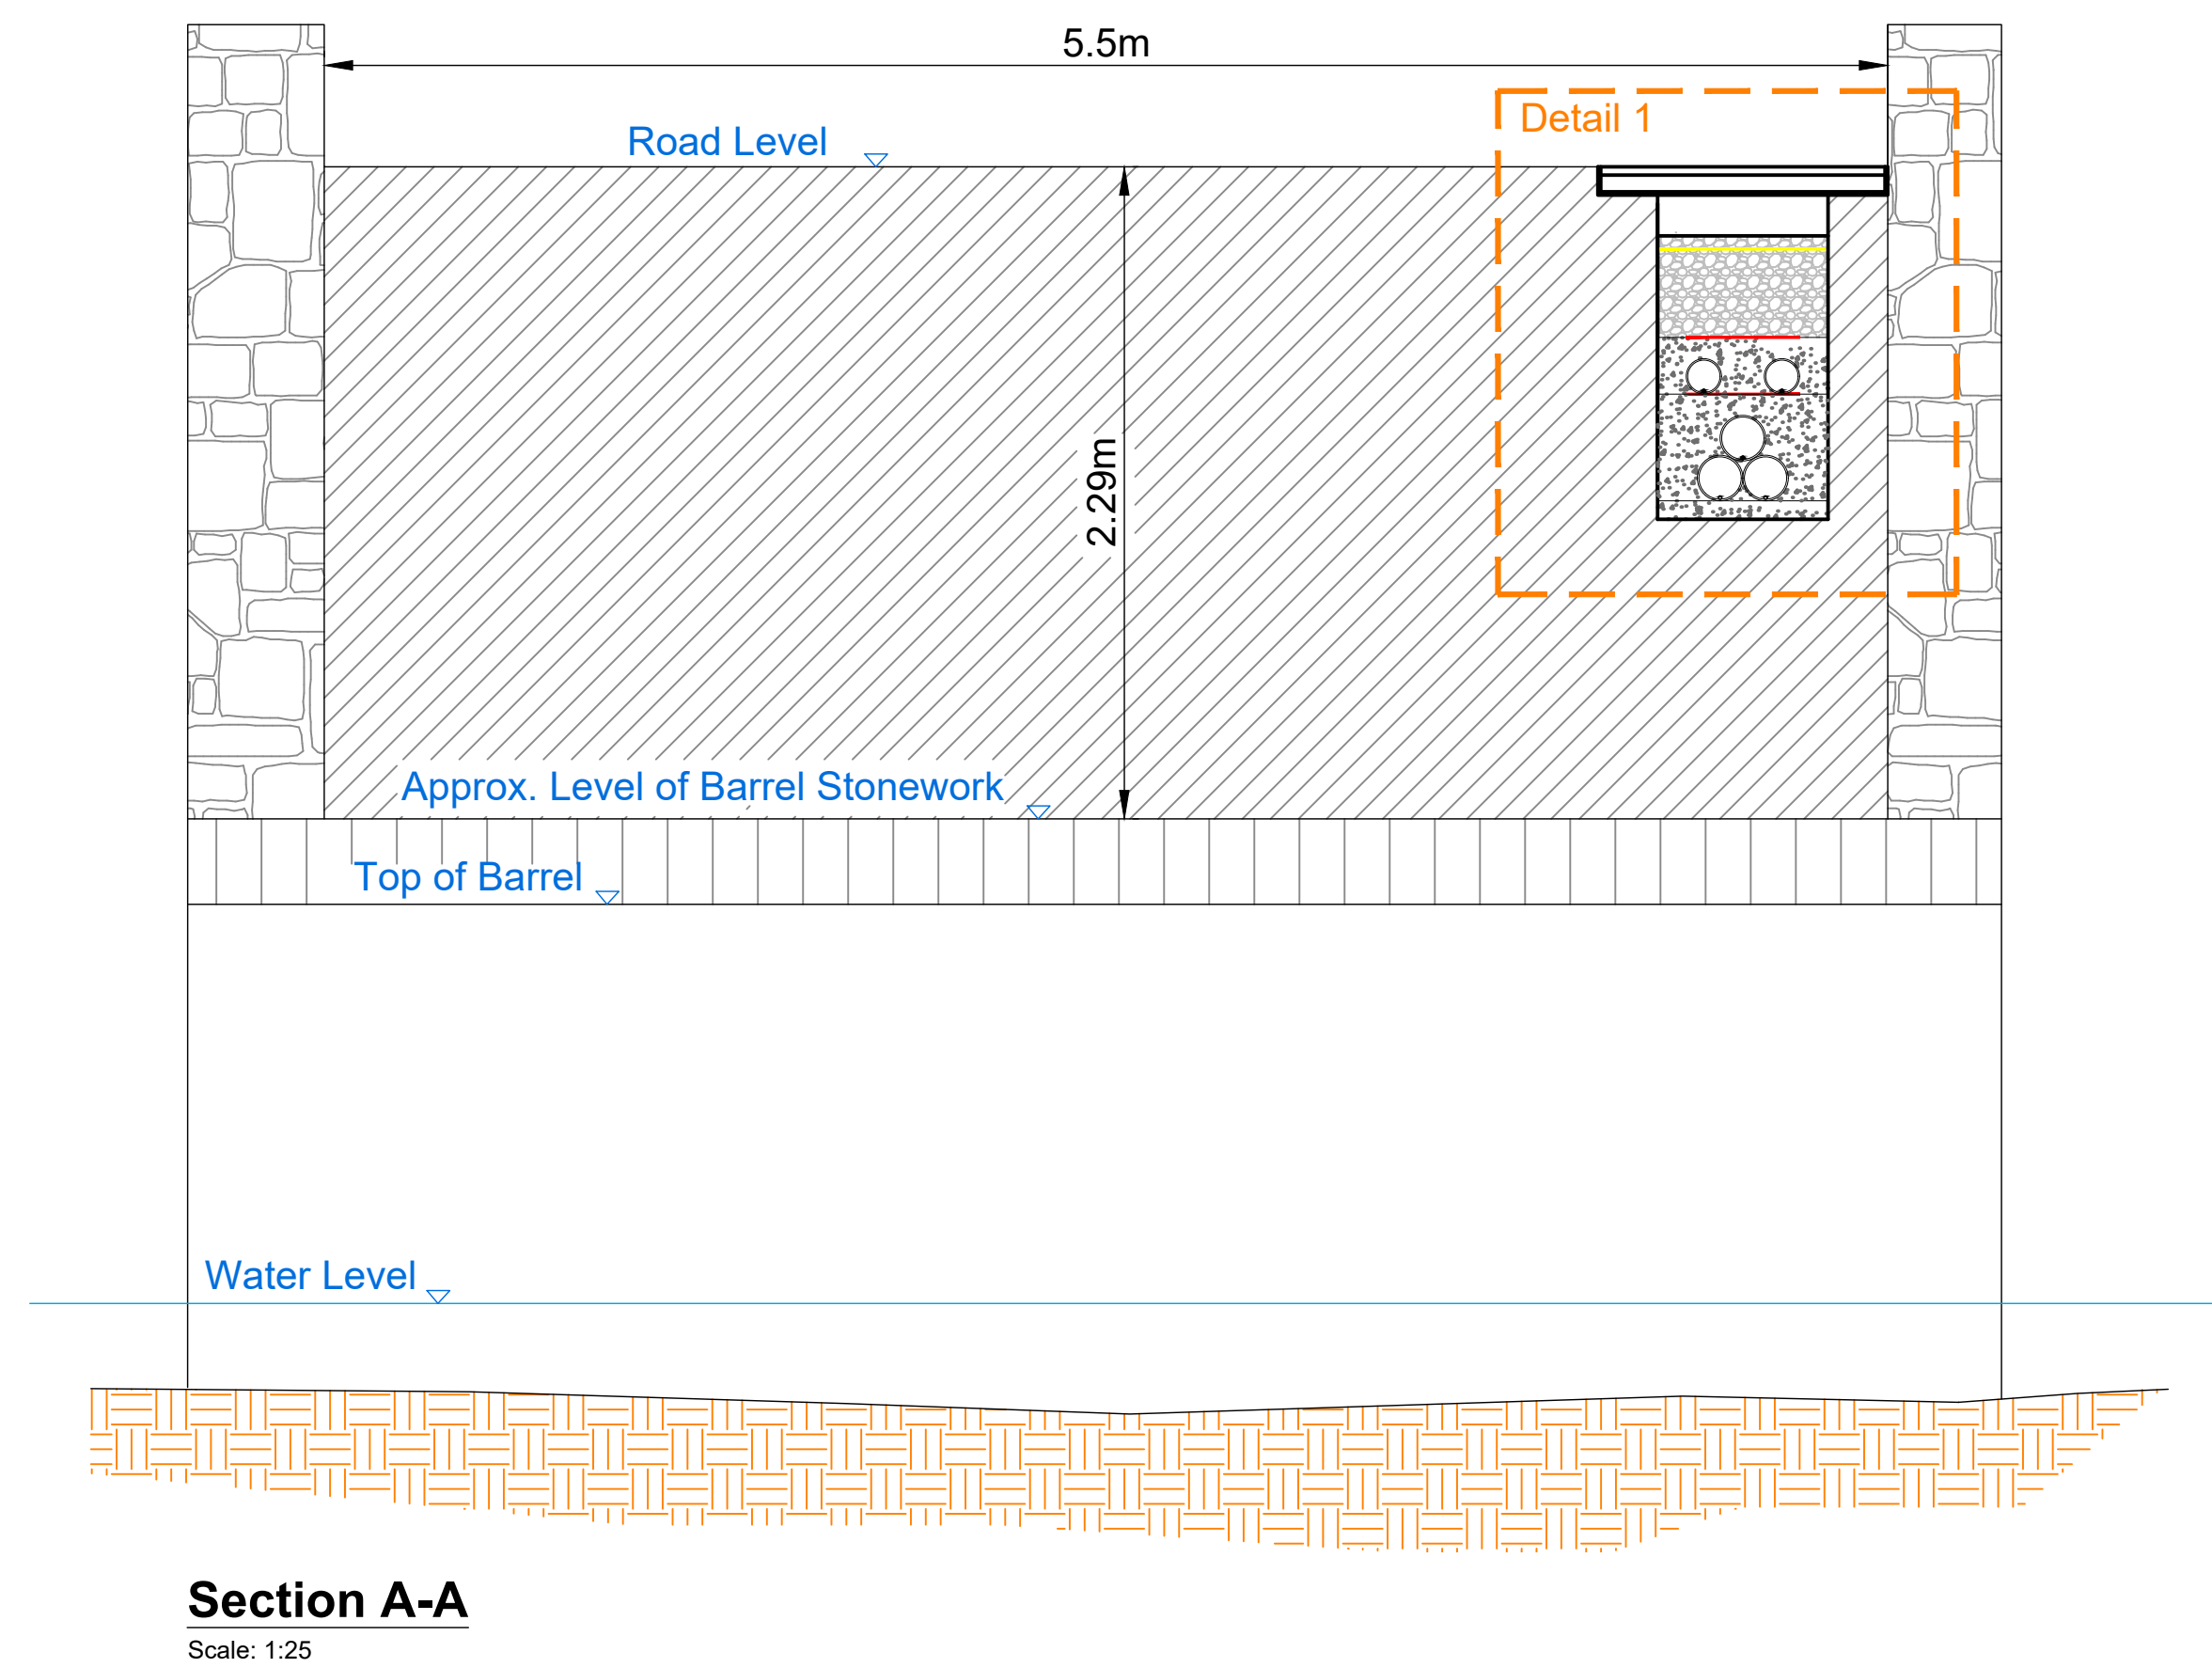 5.5m
Detail 1
Road Level
2.29m
Approx. Level of Barrel Stonework
Top of Barrel
Water Level
Section A-A
Scale: 1:25